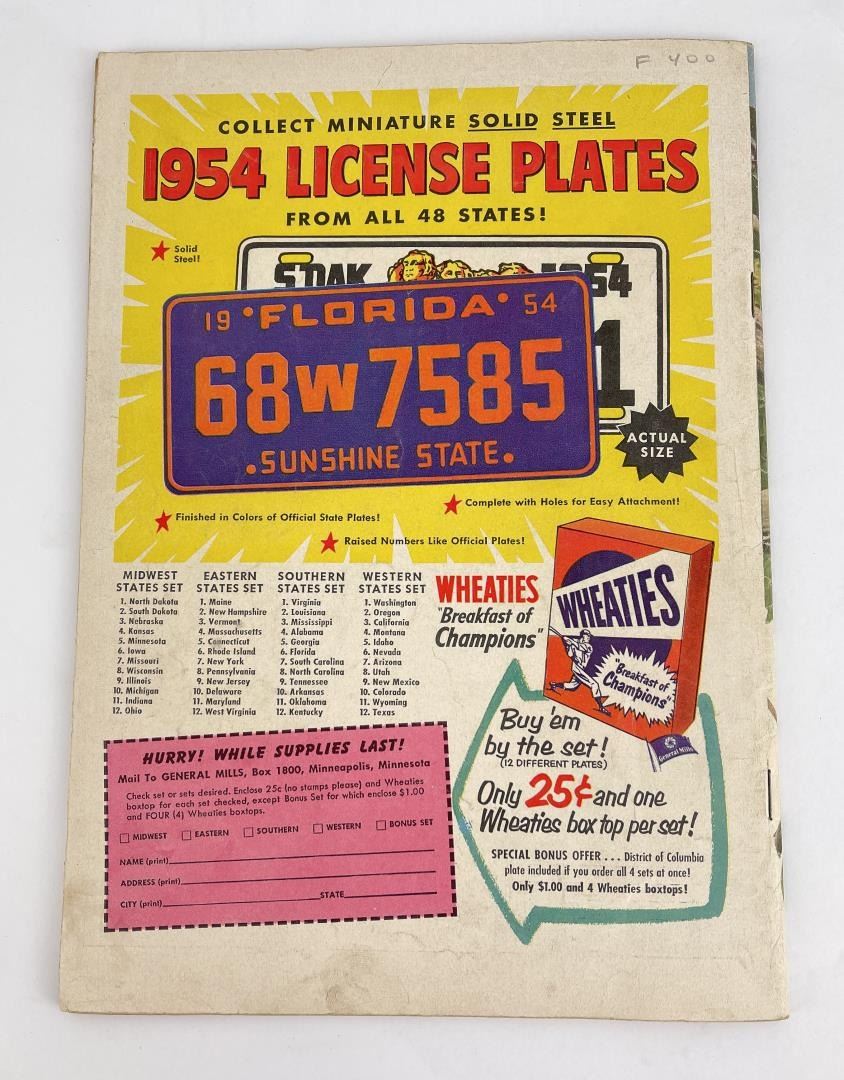 F 400
COLLECT MINIATURE SOLID STEEL
1954 LICENSE PLATES
FROM ALL 48 STATES!
Solid
Steel!
S DAK 1954
1
19 • FLORIDA • 54
68W7585
• SUNSHINE STATE •
ACTUAL
SIZE
Complete with Holes for Easy Attachment!
Finished in Colors of Official State Plates!
Raised Numbers Like Official Plates!
MIDWEST
STATES SET
1. North Dakota
2. South Dakota
3. Nebraska
4. Kansas
5. Minnesota
6. Iowa
7. Missouri
8. Wisconsin
9. Illinois
10. Michigan
11. Indiana
12. Ohio
EASTERN
STATES SET
1. Maine
2. New Hampshire
3. Vermont
4. Massachusetts
5. Connecticut
6. Rhode Island
7. New York
8. Pennsylvania
9. New Jersey
10. Delaware
11. Maryland
12. West Virginia
SOUTHERN
STATES SET
1. Virginia
2. Louisiana
3. Mississippi
4. Alabama
5. Georgia
6. Florida
7. South Carolina
8. North Carolina
9. Tennessee
10. Arkansas
11. Oklahoma
12. Kentucky
WESTERN
STATES SET
1. Washington
2. Oregon
3. California
4. Montana
5. Idaho
6. Nevada
7. Arizona
8. Utah
9. New Mexico
10. Colorado
11. Wyoming
12. Texas
WHEATIES
"Breakfast of
Champions"
WHEATIES
"Breakfast of
Champions"
General Mills
Buy 'em
by the set!
(12 DIFFERENT PLATES)
Only 25¢ and one
Wheaties box top per set!
SPECIAL BONUS OFFER ... District of Columbia
plate included if you order all 4 sets at once!
Only $1.00 and 4 Wheaties boxtops!
HURRY! WHILE SUPPLIES LAST!
Mail To GENERAL MILLS, Box 1800, Minneapolis, Minnesota
Check set or sets desired. Enclose 25c (no stamps please) and Wheaties
boxtop for each set checked, except Bonus Set for which enclose $1.00
and FOUR (4) Wheaties boxtops.
MIDWEST EASTERN SOUTHERN WESTERN BONUS SET
NAME (print)
ADDRESS (print)
CITY (print) STATE